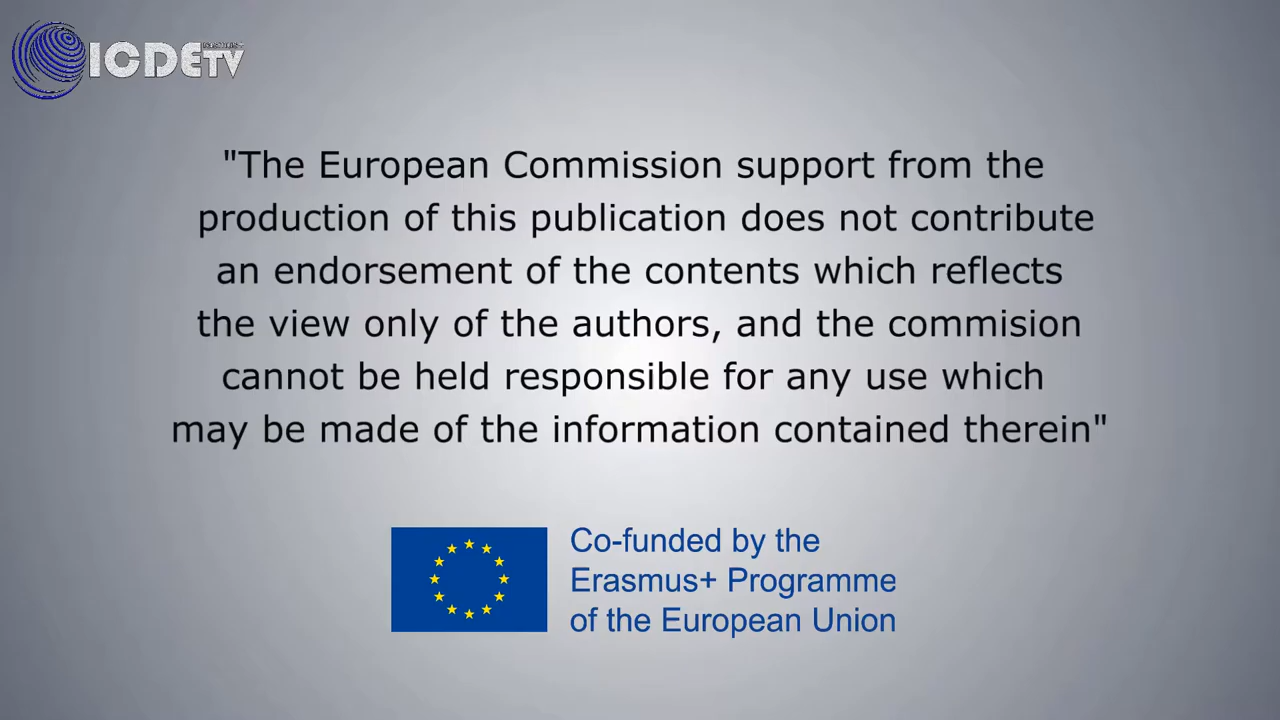 ICDETV
"The European Commission support from the
production of this publication does not contribute
an endorsement of the contents which reflects
the view only of the authors, and the commision
cannot be held responsible for any use which
may be made of the information contained therein"
Co-funded by the
Erasmus+ Programme
of the European Union